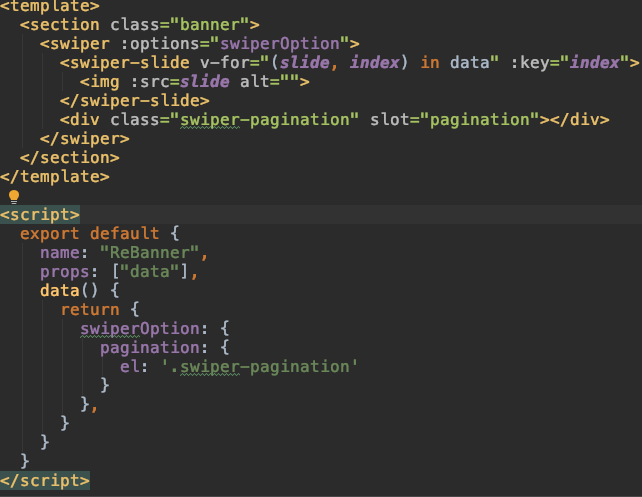 <template>
  <section class="banner">
    <swiper :options="swiperOption">
      <swiper-slide v-for="(slide, index) in data" :key="index">
        <img :src=slide alt="">
      </swiper-slide>
      <div class="swiper-pagination" slot="pagination"></div>
    </swiper>
  </section>
</template>
<script>
  export default {
    name: "ReBanner",
    props: ["data"],
    data() {
      return {
        swiperOption: {
          pagination: {
            el: '.swiper-pagination'
          }
        },
      }
    }
  }
</script>